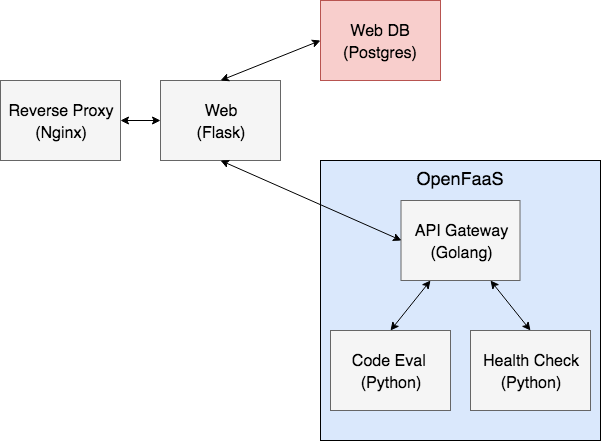 Web DB
(Postgres)
Reverse Proxy
(Nginx)
Web
(Flask)
OpenFaaS
API Gateway
(Golang)
Code Eval
(Python)
Health Check
(Python)